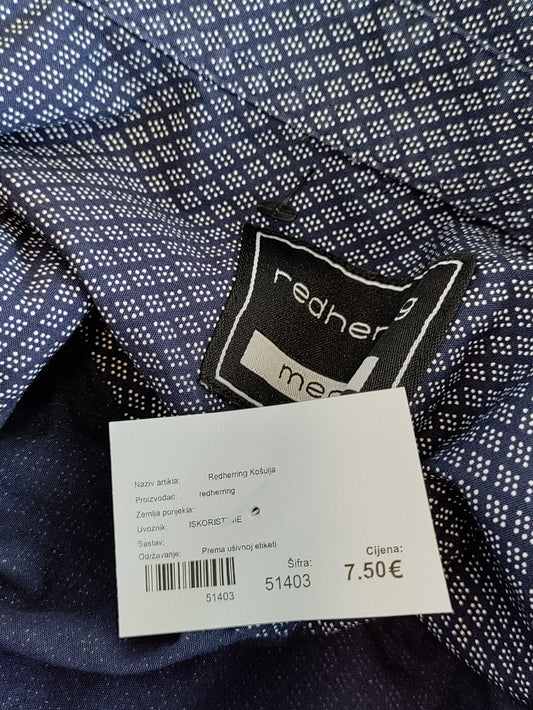 redherring
Naziv artikla: Redherring Košulja
Proizvođač: redherring
Zemlja porijekla:
Uvoznik:
Sastav:
Održavanje: Prema ušivnoj etiketi
51403
Šifra:
51403
Cijena:
7.50€